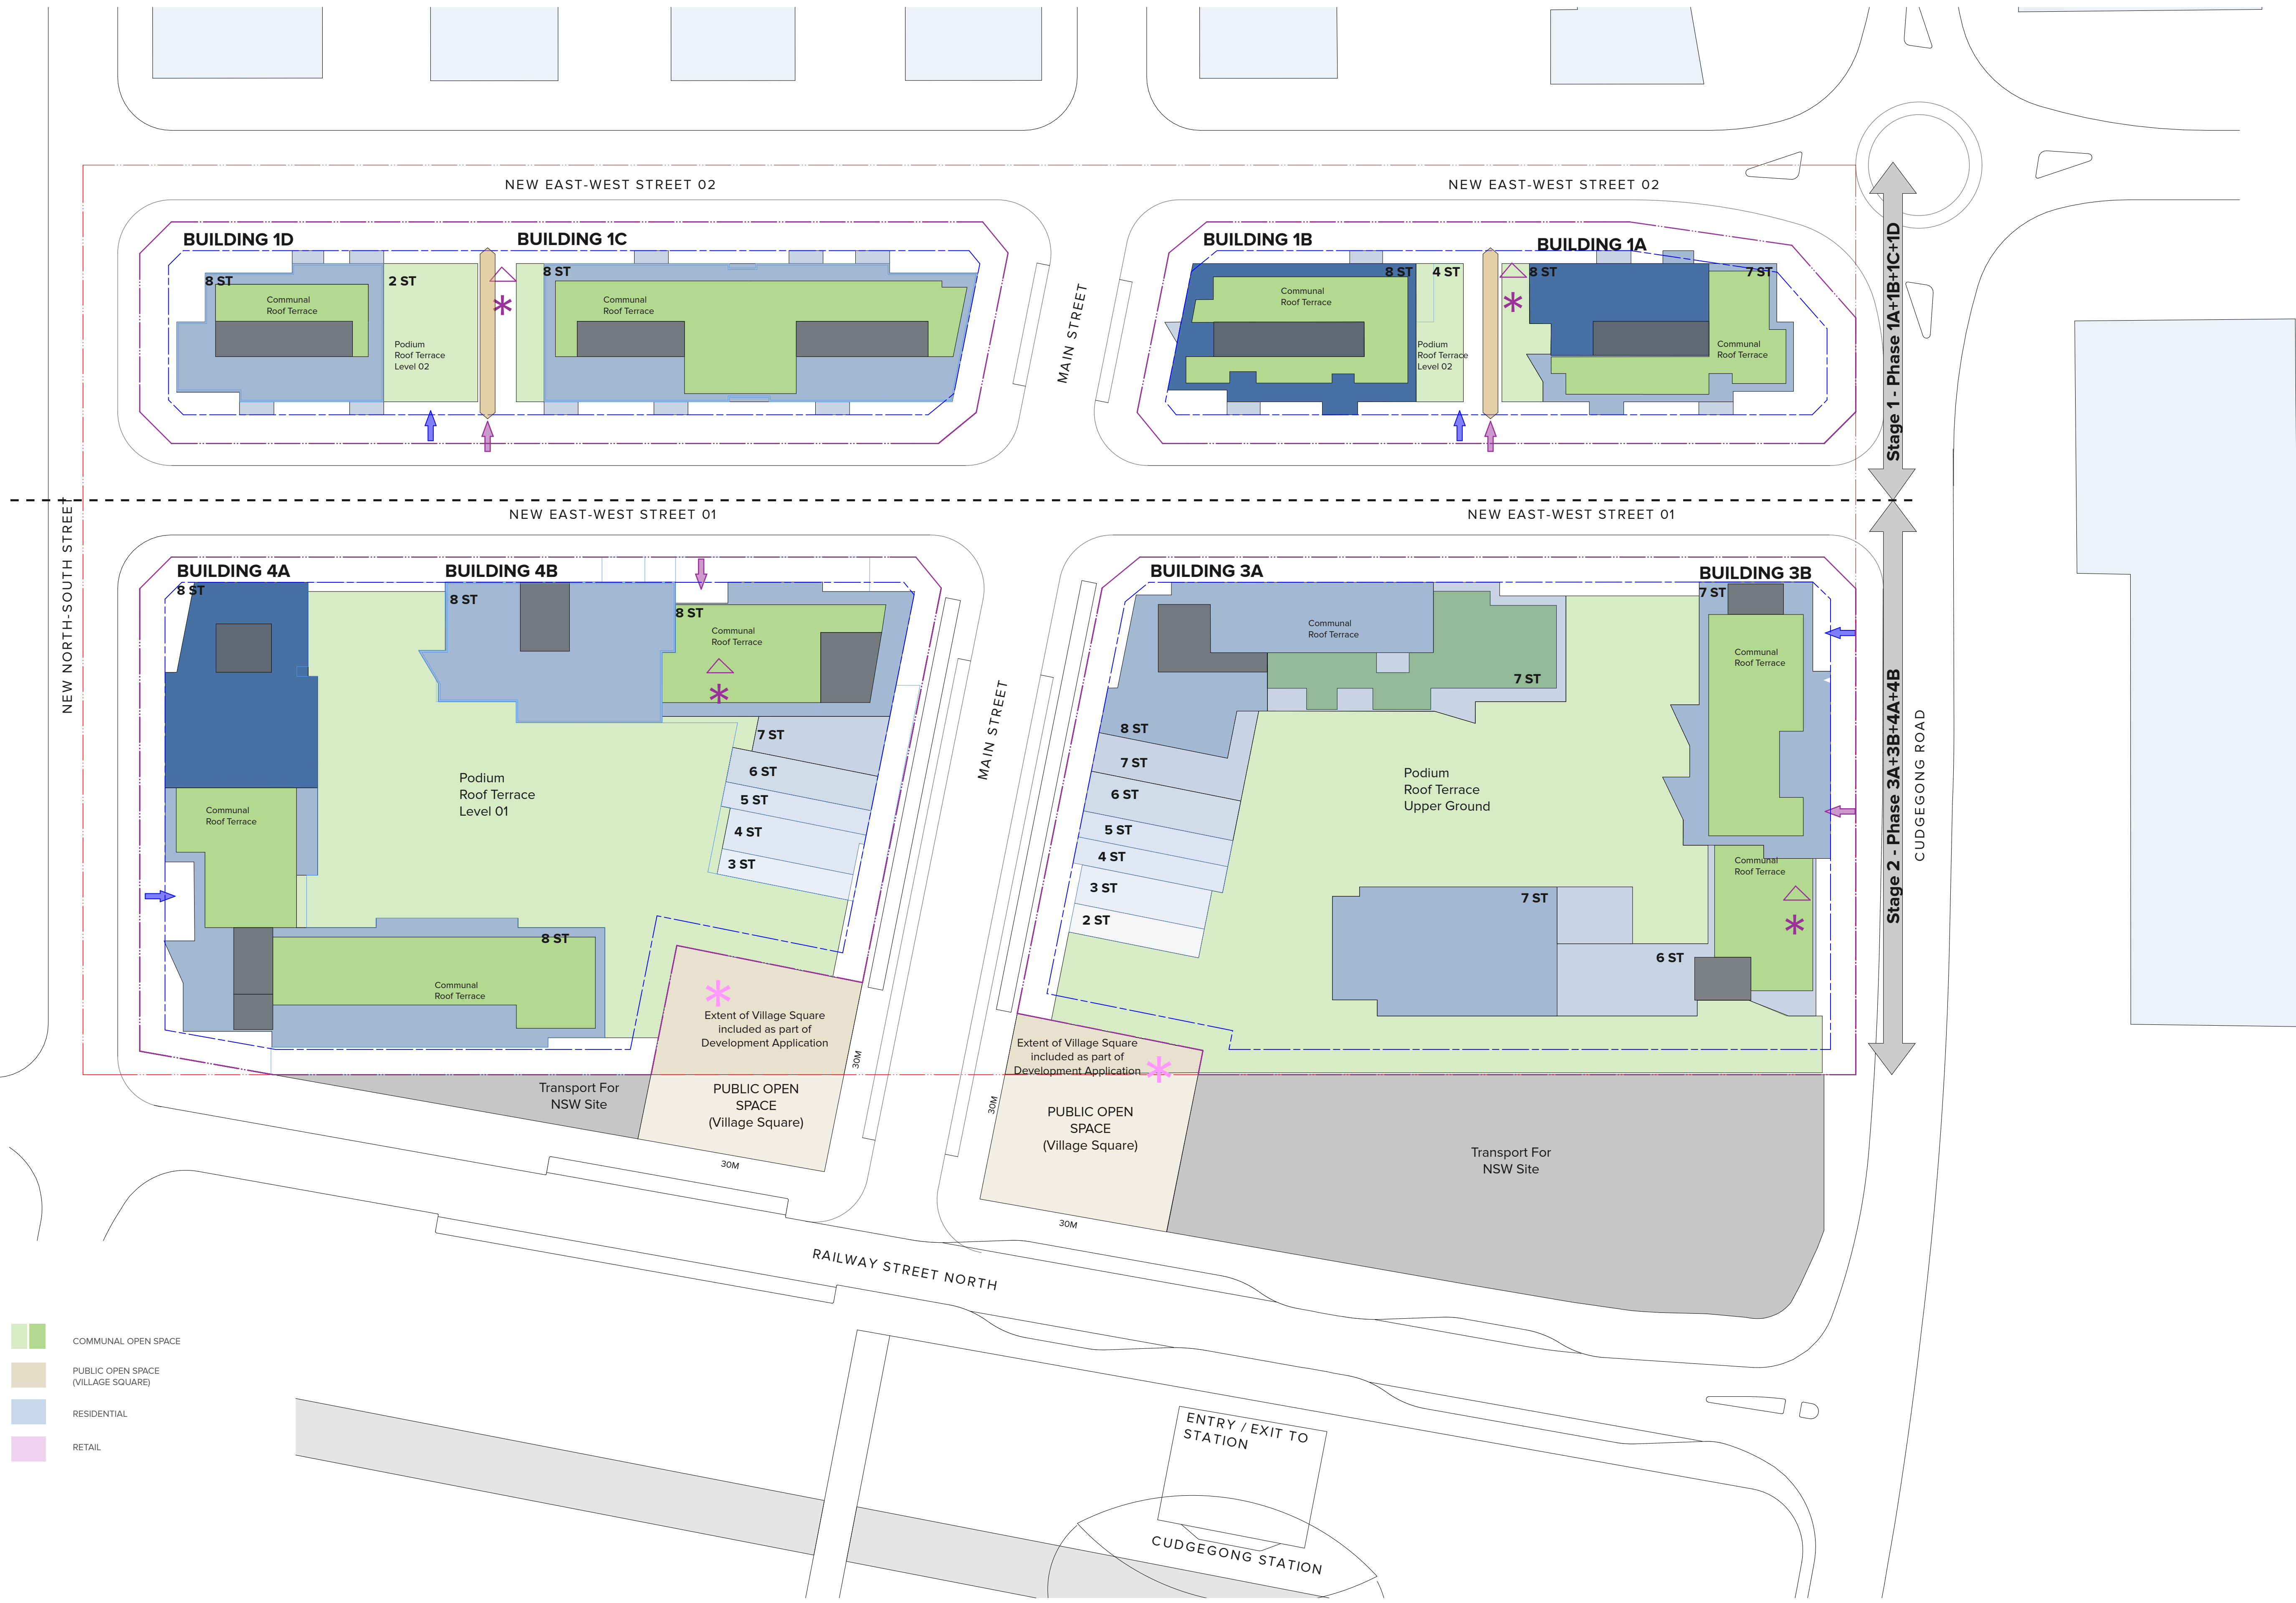 NEW EAST-WEST STREET 02
NEW EAST-WEST STREET 02
BUILDING 1D
BUILDING 1C
BUILDING 1B
BUILDING 1A
8 ST
2 ST
8 ST
8 ST
4 ST
8 ST
7 ST
Communal
Roof Terrace
Communal
Roof Terrace
Communal
Roof Terrace
Podium
Roof Terrace
Level 02
Podium
Roof Terrace
Level 02
Communal
Roof Terrace
MAIN STREET
Stage 1 - Phase 1A+1B+1C+1D
NEW EAST-WEST STREET 01
NEW EAST-WEST STREET 01
NEW NORTH-SOUTH STREET
BUILDING 4A
BUILDING 4B
BUILDING 3A
BUILDING 3B
8 ST
8 ST
8 ST
7 ST
Communal
Roof Terrace
Communal
Roof Terrace
Communal
Roof Terrace
7 ST
MAIN STREET
7 ST
6 ST
5 ST
4 ST
3 ST
8 ST
7 ST
6 ST
5 ST
4 ST
3 ST
2 ST
Podium
Roof Terrace
Level 01
Podium
Roof Terrace
Upper Ground
Communal
Roof Terrace
Communal
Roof Terrace
7 ST
6 ST
8 ST
Communal
Roof Terrace
Stage 2 - Phase 3A+3B+4A+4B
CUDGEGONG ROAD
Extent of Village Square
included as part of
Development Application
Extent of Village Square
included as part of
Development Application
30M
30M
Transport For
NSW Site
PUBLIC OPEN
SPACE
(Village Square)
PUBLIC OPEN
SPACE
(Village Square)
Transport For
NSW Site
30M
30M
RAILWAY STREET NORTH
COMMUNAL OPEN SPACE
PUBLIC OPEN SPACE
(VILLAGE SQUARE)
RESIDENTIAL
RETAIL
ENTRY / EXIT TO
STATION
CUDGEGONG STATION